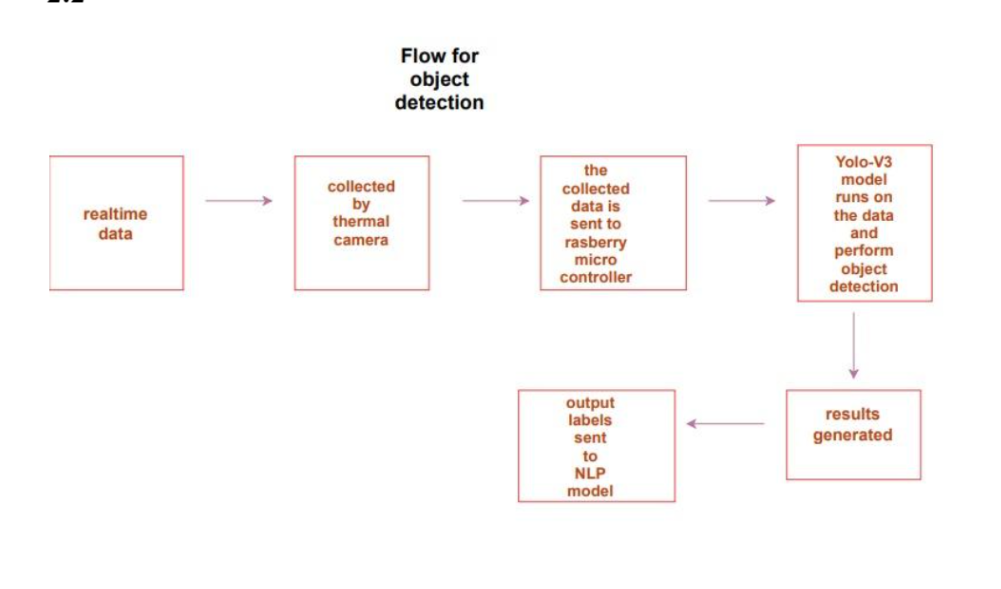 Flow for
object
detection
realtime
data
collected
by
thermal
camera
the
collected
data is
sent to
rasberry
micro
controller
Yolo-V3
model
runs on
the data
and
perform
object
detection
results
generated
output
labels
sent
to
NLP
model